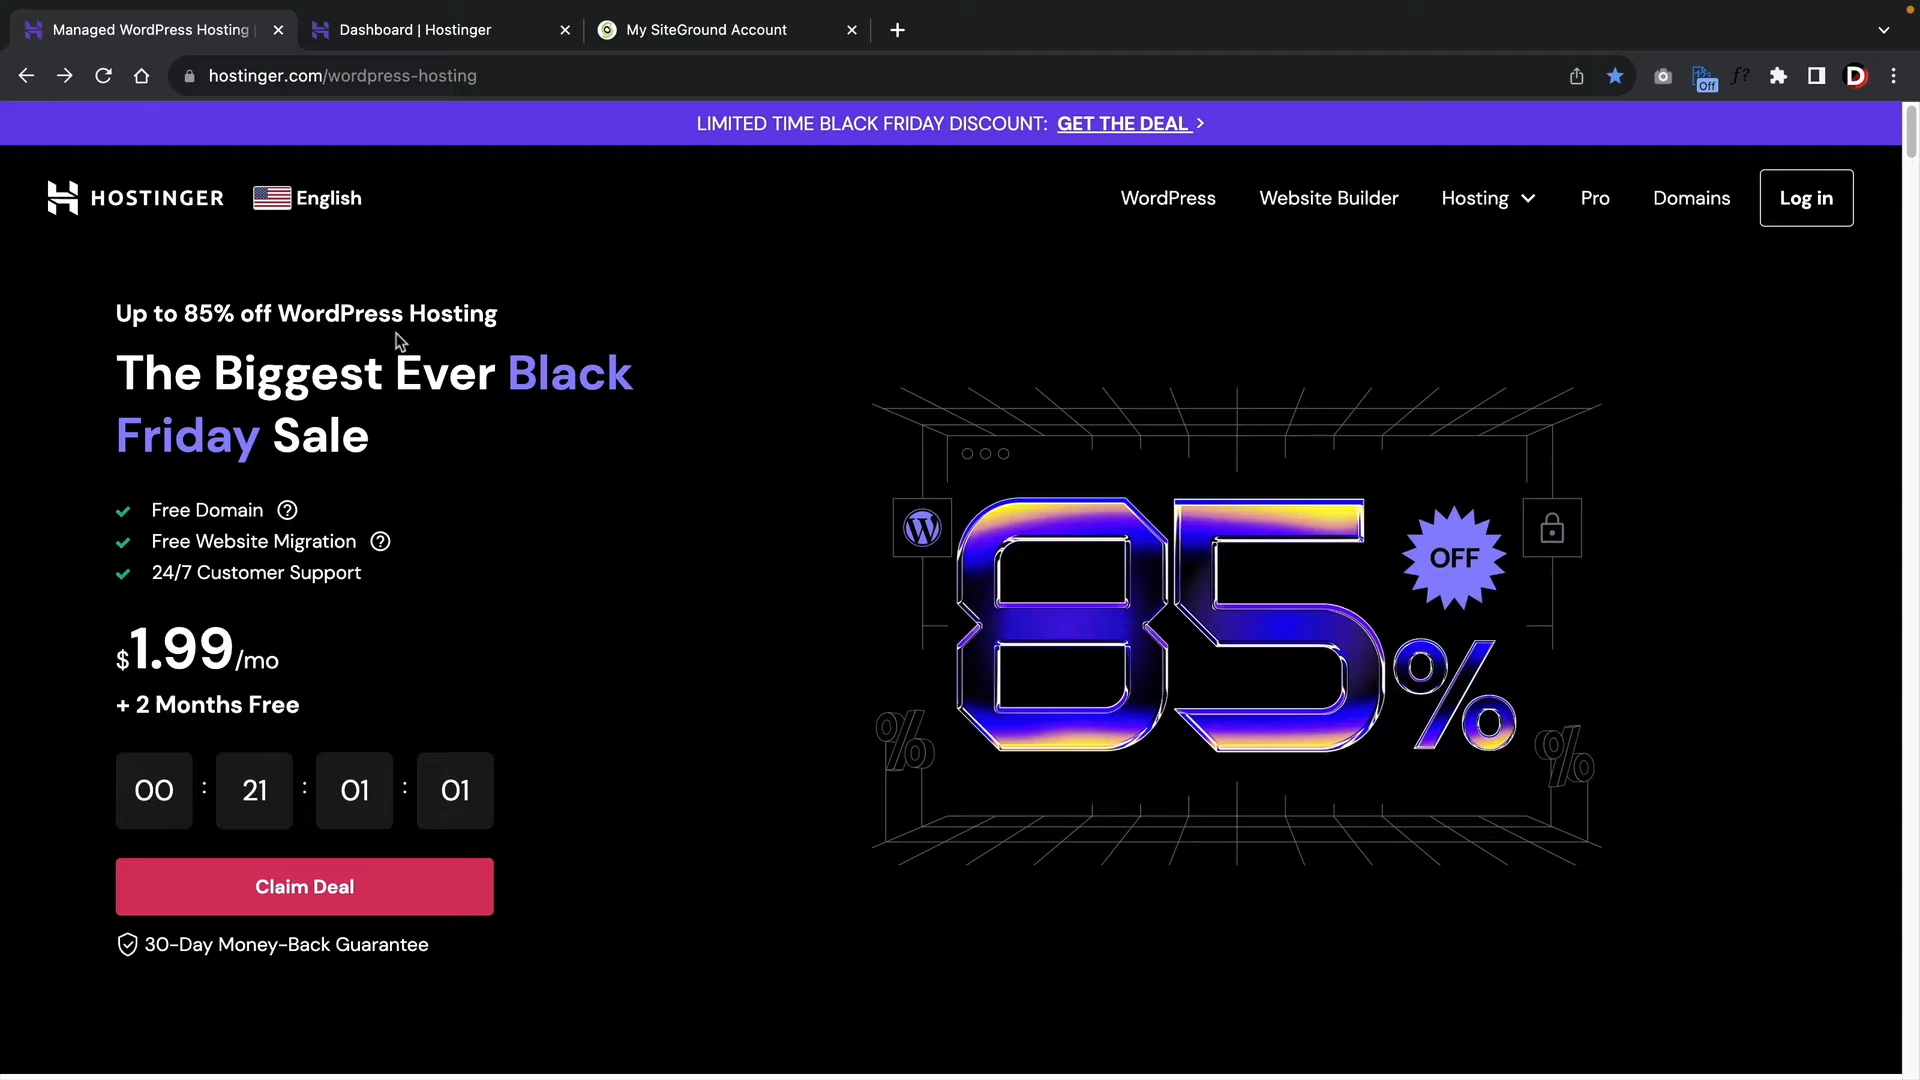 Managed WordPress Hosting
Dashboard | Hostinger
My SiteGround Account
hostinger.com/wordpress-hosting
Off
f?
D
LIMITED TIME BLACK FRIDAY DISCOUNT: GET THE DEAL >
HOSTINGER
English
WordPress
Website Builder
Hosting
Pro
Domains
Log in
Up to 85% off WordPress Hosting
The Biggest Ever Black
Friday Sale
Free Domain ?
Free Website Migration ?
24/7 Customer Support
$1.99/mo
+ 2 Months Free
00 : 21 : 01 : 01
Claim Deal
30-Day Money-Back Guarantee
85%
OFF
%
%